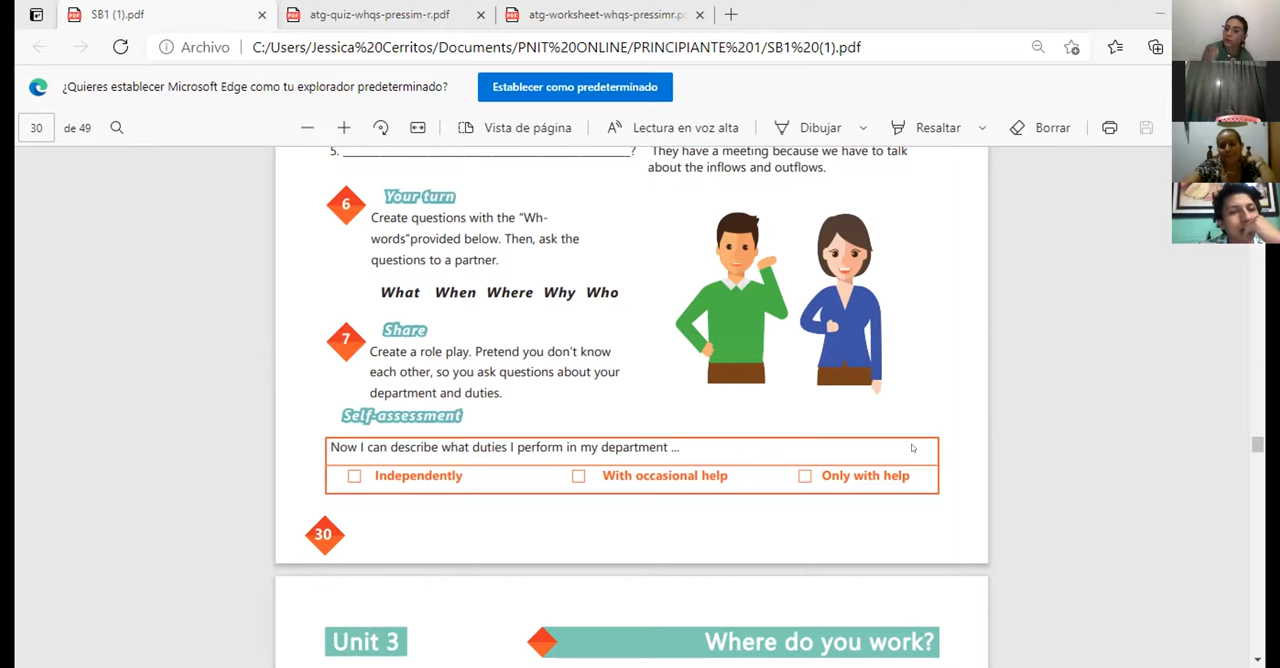 SB1 (1).pdf
atg-quiz-whqs-pressim-r.pdf
atg-worksheet-whqs-pressimr.p
Archivo
C:/Users/Jessica%20Cerritos/Documents/PNIT%20ONLINE/PRINCIPIANTE%201/SB1%20(1).pdf
¿Quieres establecer Microsoft Edge como tu explorador predeterminado?
Establecer como predeterminado
30
de 49
Vista de página
Lectura en voz alta
Dibujar
Resaltar
Borrar
5. ______________________________________________? They have a meeting because we have to talk
about the inflows and outflows.
6
Your turn
Create questions with the "Wh-
words"provided below. Then, ask the
questions to a partner.
What When Where Why Who
7
Share
Create a role play. Pretend you don't know
each other, so you ask questions about your
department and duties.
Self-assessment
Now I can describe what duties I perform in my department ...
Independently
With occasional help
Only with help
30
Unit 3
Where do you work?